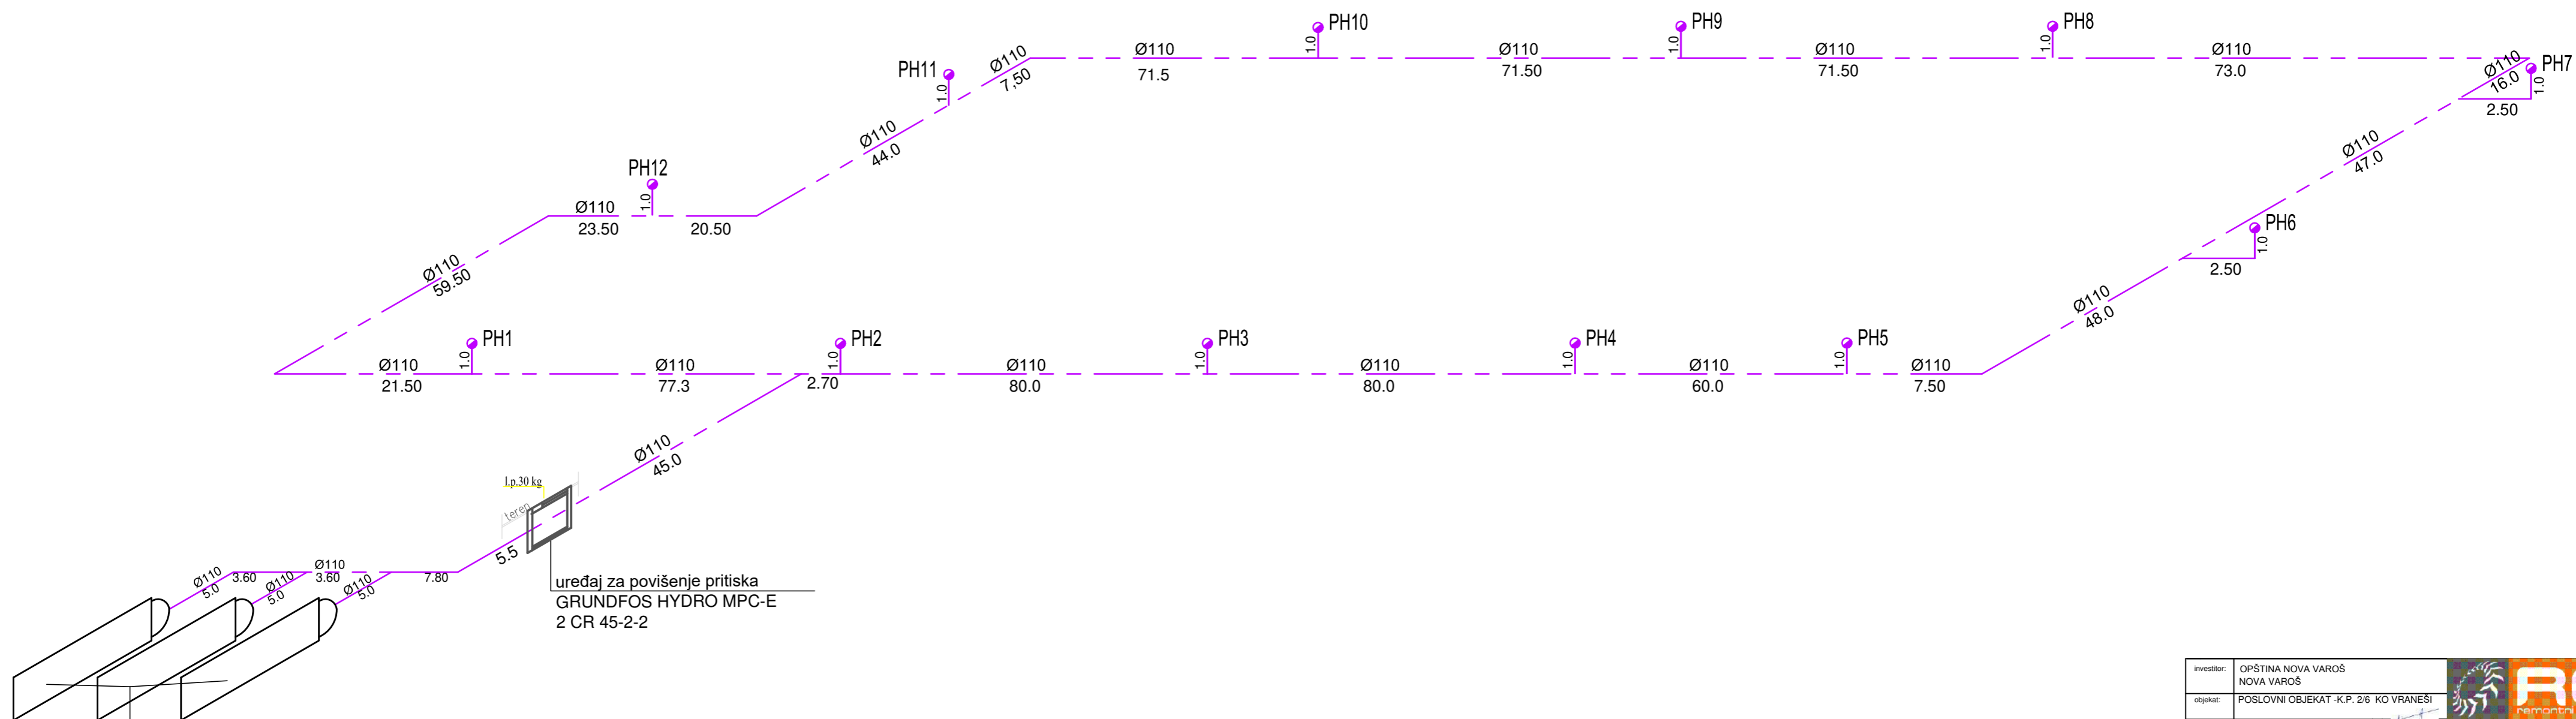 PH10
PH9
PH8
1.0
1.0
1.0
Ø110
71.5
Ø110
71.50
Ø110
71.50
Ø110
73.0
Ø110
16.0
PH7
1.0
2.50
PH11
1.0
Ø110
7,50
Ø110
44.0
Ø110
47.0
PH12
1.0
Ø110
23.50
20.50
PH6
1.0
2.50
Ø110
59.50
Ø110
48.0
PH1
1.0
PH2
1.0
PH3
1.0
PH4
1.0
PH5
1.0
Ø110
21.50
Ø110
77.3
2.70
Ø110
80.0
Ø110
80.0
Ø110
60.0
Ø110
7.50
Ø110
45.0
l.p.30 kg
teren
5.5
Ø110
5.0
3.60
Ø110
5.0
Ø110
3.60
Ø110
5.0
7.80
uređaj za povišenje pritiska
GRUNDFOS HYDRO MPC-E
2 CR 45-2-2
investitor:
OPŠTINA NOVA VAROŠ
NOVA VAROŠ
objekat:
POSLOVNI OBJEKAT -K.P. 2/6 KO VRANEŠI